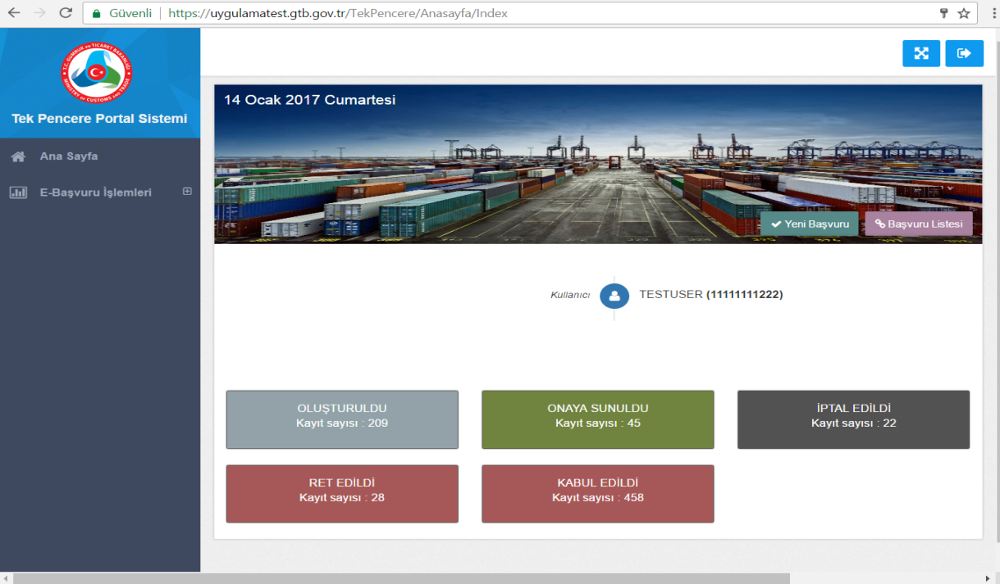 Güvenli
https://uygulamatest.gtb.gov.tr/TekPencere/Anasayfa/Index
T.C. GÜMRÜK ve TİCARET BAKANLIĞI
MINISTRY OF CUSTOMS AND TRADE
Tek Pencere Portal Sistemi
Ana Sayfa
E-Başvuru İşlemleri
14 Ocak 2017 Cumartesi
Yeni Başvuru
Başvuru Listesi
Kullanıcı
TESTUSER (11111111222)
OLUŞTURULDU
Kayıt sayısı : 209
ONAYA SUNULDU
Kayıt sayısı : 45
İPTAL EDİLDİ
Kayıt sayısı : 22
RET EDİLDİ
Kayıt sayısı : 28
KABUL EDİLDİ
Kayıt sayısı : 458